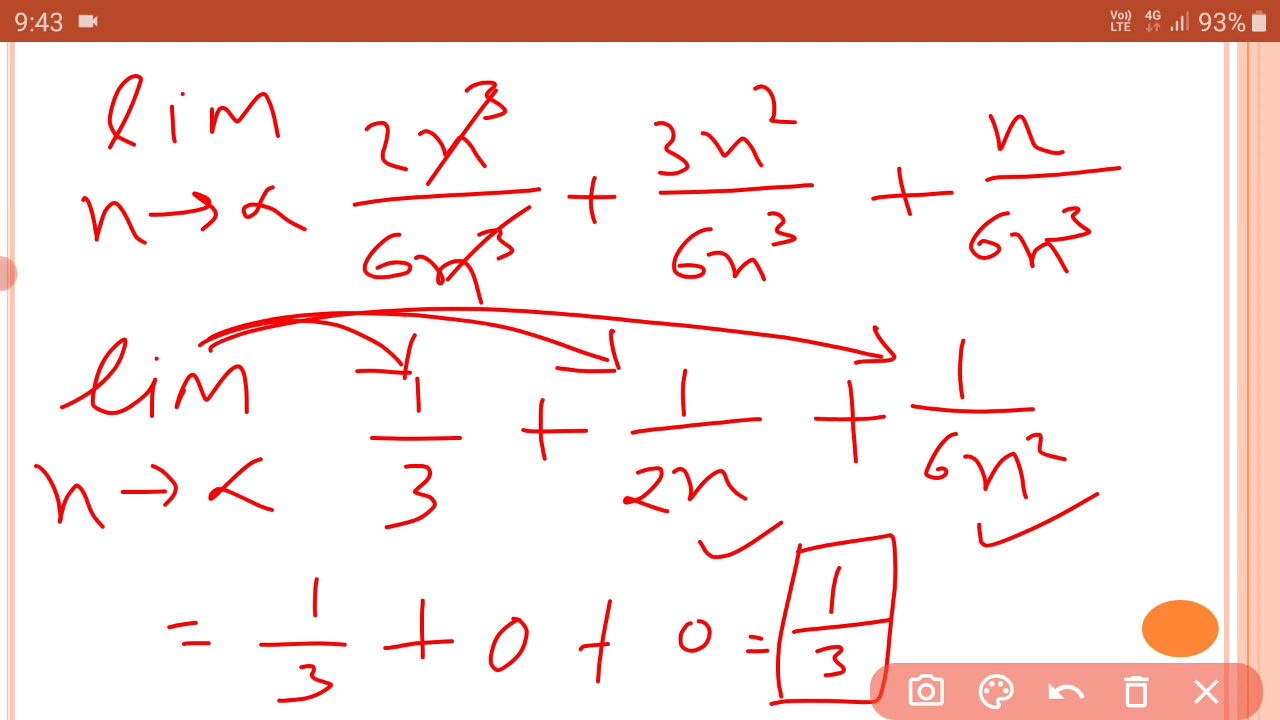 9:43 Vo)) LTE 4G 93%
lim n→∝ 2n³/6n³ + 3n²/6n³ + n/6n³
lim n→∝ 1/3 + 1/2n + 1/6n²
= 1/3 + 0 + 0 = 1/3